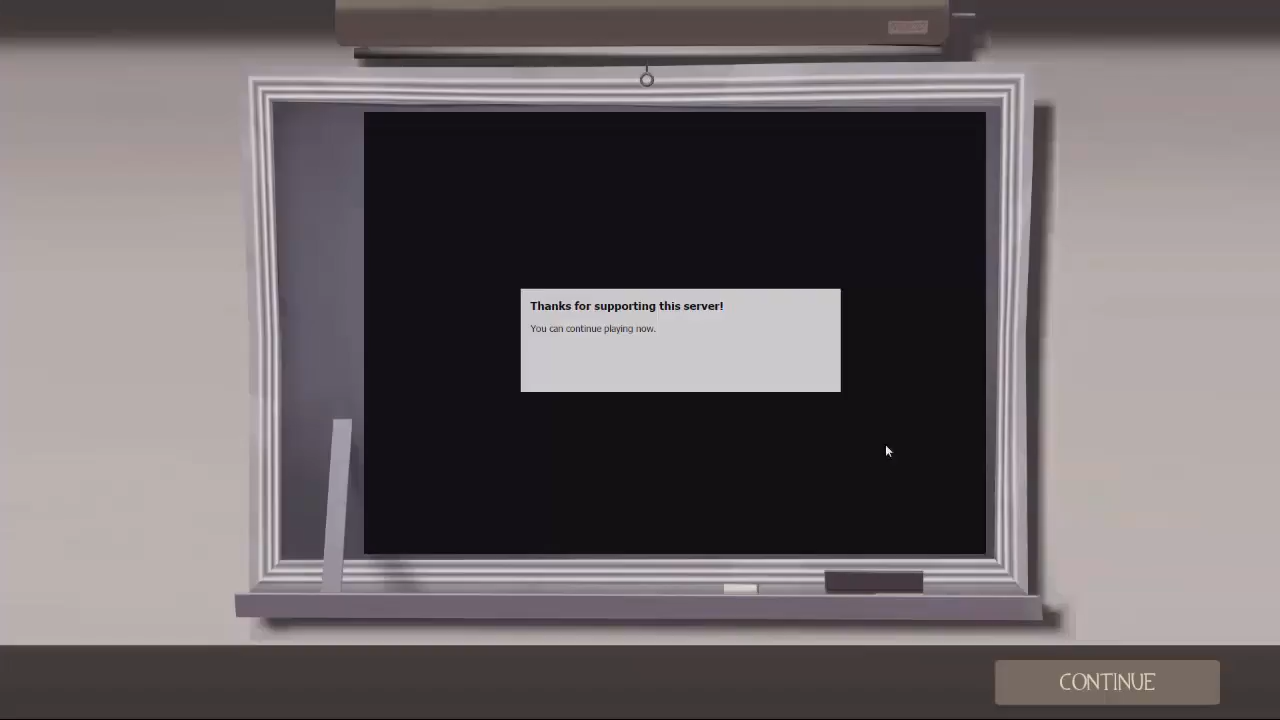 Thanks for supporting this server!
You can continue playing now.
CONTINUE